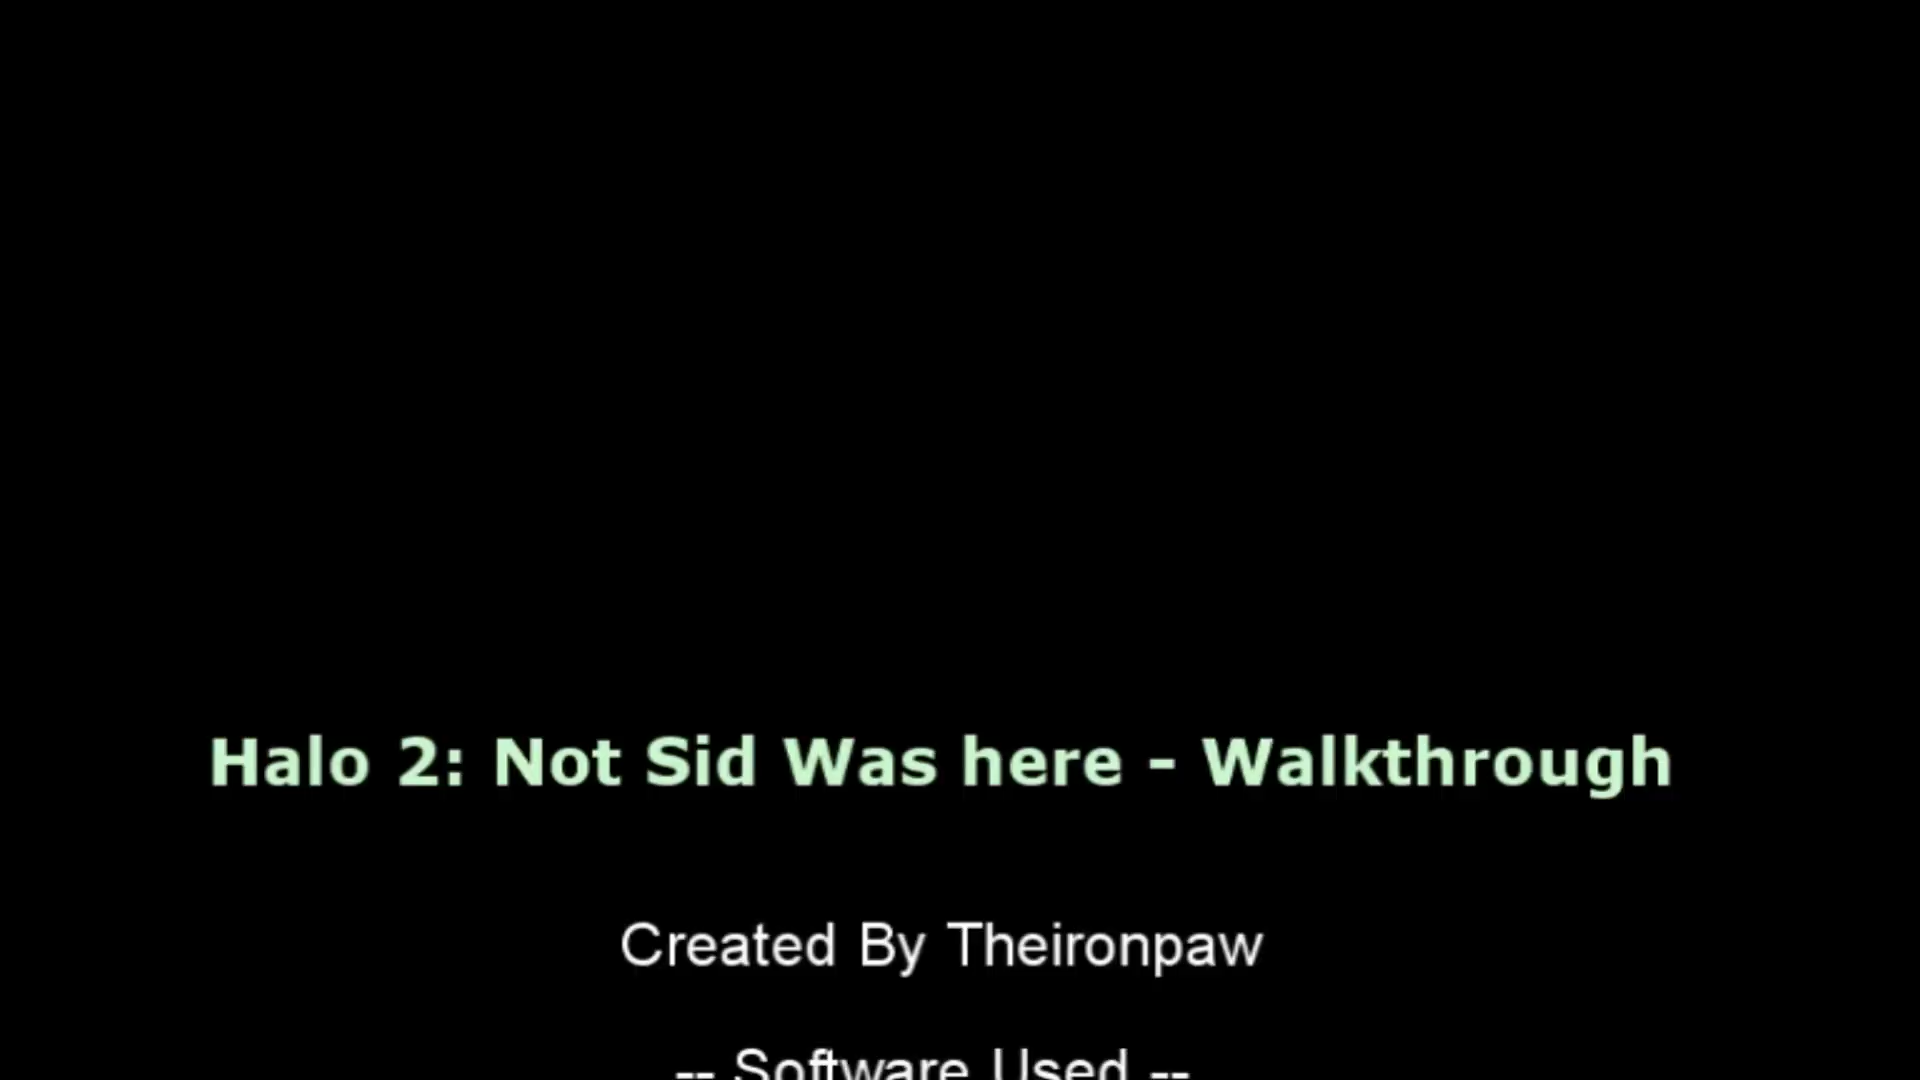 Halo 2: Not Sid Was here - Walkthrough
Created By Theironpaw
-- Software Used --